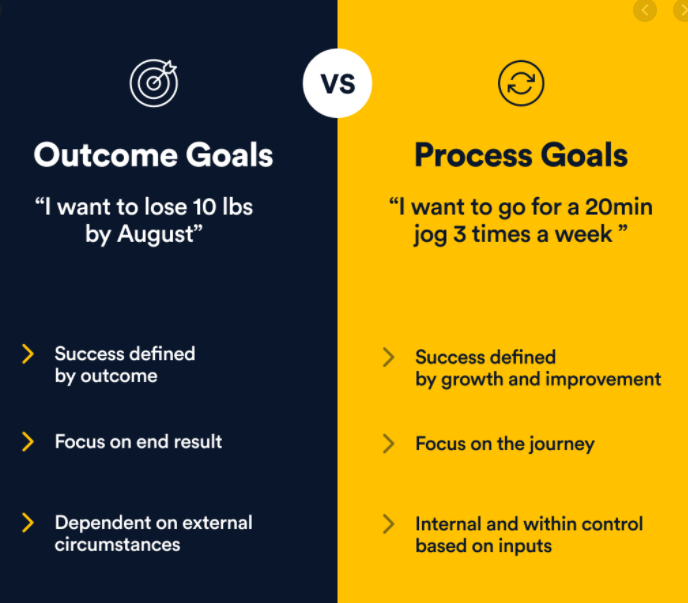 VS
Outcome Goals
“I want to lose 10 lbs
by August”
Success defined
by outcome
Focus on end result
Dependent on external
circumstances
Process Goals
“I want to go for a 20min
jog 3 times a week ”
Success defined
by growth and improvement
Focus on the journey
Internal and within control
based on inputs